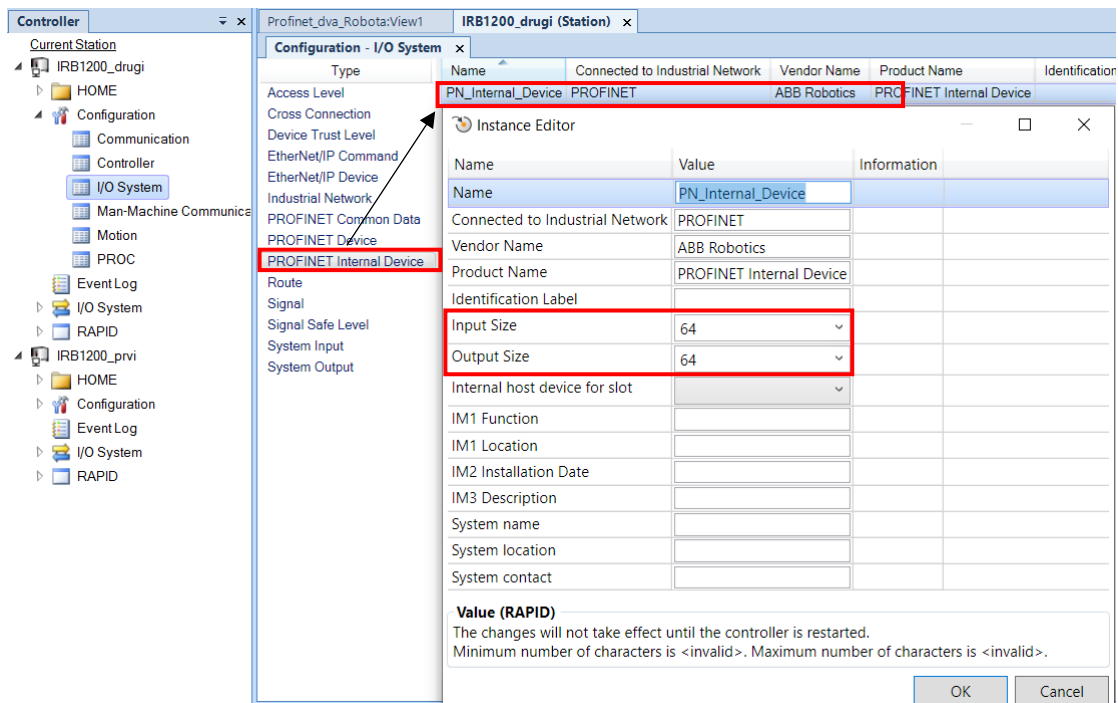 Controller
Current Station
IRB1200_drugi
HOME
Configuration
Communication
Controller
I/O System
Man-Machine Communica
Motion
PROC
Event Log
I/O System
RAPID
IRB1200_prvi
HOME
Configuration
Event Log
I/O System
RAPID
Profinet_dva_Robota:View1
IRB1200_drugi (Station)
Configuration - I/O System
Type
Access Level
Cross Connection
Device Trust Level
EtherNet/IP Command
EtherNet/IP Device
Industrial Network
PROFINET Common Data
PROFINET Device
PROFINET Internal Device
Route
Signal
Signal Safe Level
System Input
System Output
Name Connected to Industrial Network Vendor Name Product Name Identification
PN_Internal_Device PROFINET ABB Robotics PROFINET Internal Device
Instance Editor
Name Value Information
Name PN_Internal_Device
Connected to Industrial Network PROFINET
Vendor Name ABB Robotics
Product Name PROFINET Internal Device
Identification Label
Input Size 64
Output Size 64
Internal host device for slot
IM1 Function
IM1 Location
IM2 Installation Date
IM3 Description
System name
System location
System contact
Value (RAPID)
The changes will not take effect until the controller is restarted.
Minimum number of characters is <invalid>. Maximum number of characters is <invalid>.
OK Cancel